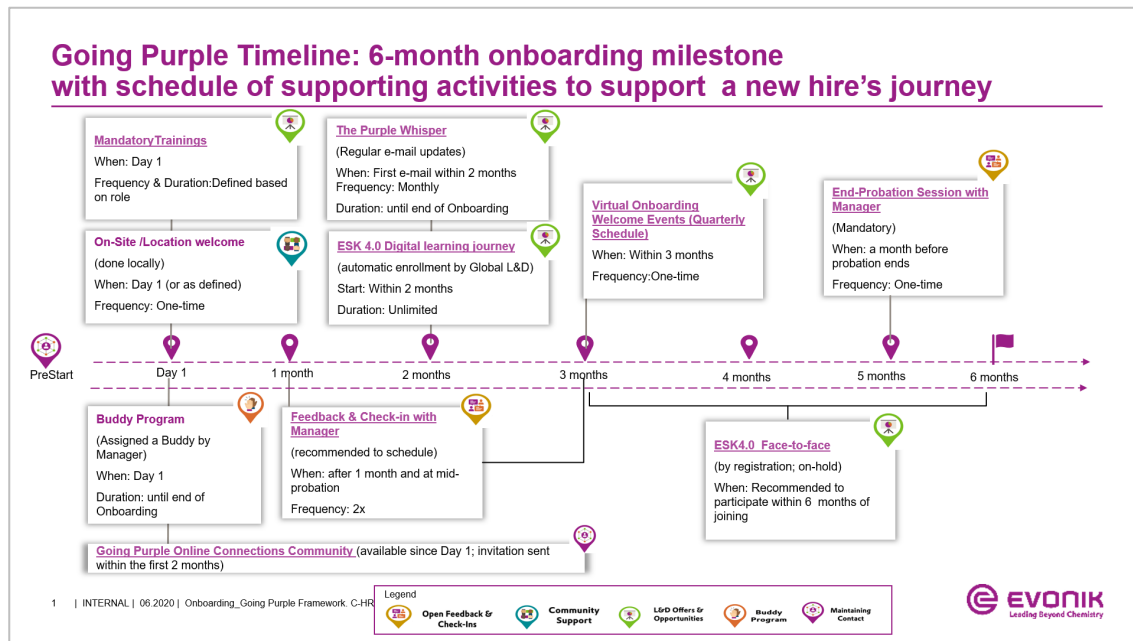 Going Purple Timeline: 6-month onboarding milestone
with schedule of supporting activities to support a new hire's journey
MandatoryTrainings
When: Day 1
Frequency & Duration:Defined based
on role
On-Site /Location welcome
(done locally)
When: Day 1 (or as defined)
Frequency: One-time
The Purple Whisper
(Regular e-mail updates)
When: First e-mail within 2 months
Frequency: Monthly
Duration: until end of Onboarding
ESK 4.0 Digital learning journey
(automatic enrollment by Global L&D)
Start: Within 2 months
Duration: Unlimited
Virtual Onboarding
Welcome Events (Quarterly
Schedule)
When: Within 3 months
Frequency:One-time
End-Probation Session with
Manager
(Mandatory)
When: a month before
probation ends
Frequency: One-time
PreStart
Day 1
1 month
2 months
3 months
4 months
5 months
6 months
Buddy Program
(Assigned a Buddy by
Manager)
When: Day 1
Duration: until end of
Onboarding
Feedback & Check-in with
Manager
(recommended to schedule)
When: after 1 month and at mid-
probation
Frequency: 2x
ESK4.0 Face-to-face
(by registration; on-hold)
When: Recommended to
participate within 6 months of
joining
Going Purple Online Connections Community (available since Day 1; invitation sent
within the first 2 months)
1 | INTERNAL | 06.2020 | Onboarding_Going Purple Framework. C-HR
Legend
Open Feedback &
Check-Ins
Community
Support
L&D Offers &
Opportunities
Buddy
Program
Maintaining
Contact
EVONIK
Leading Beyond Chemistry